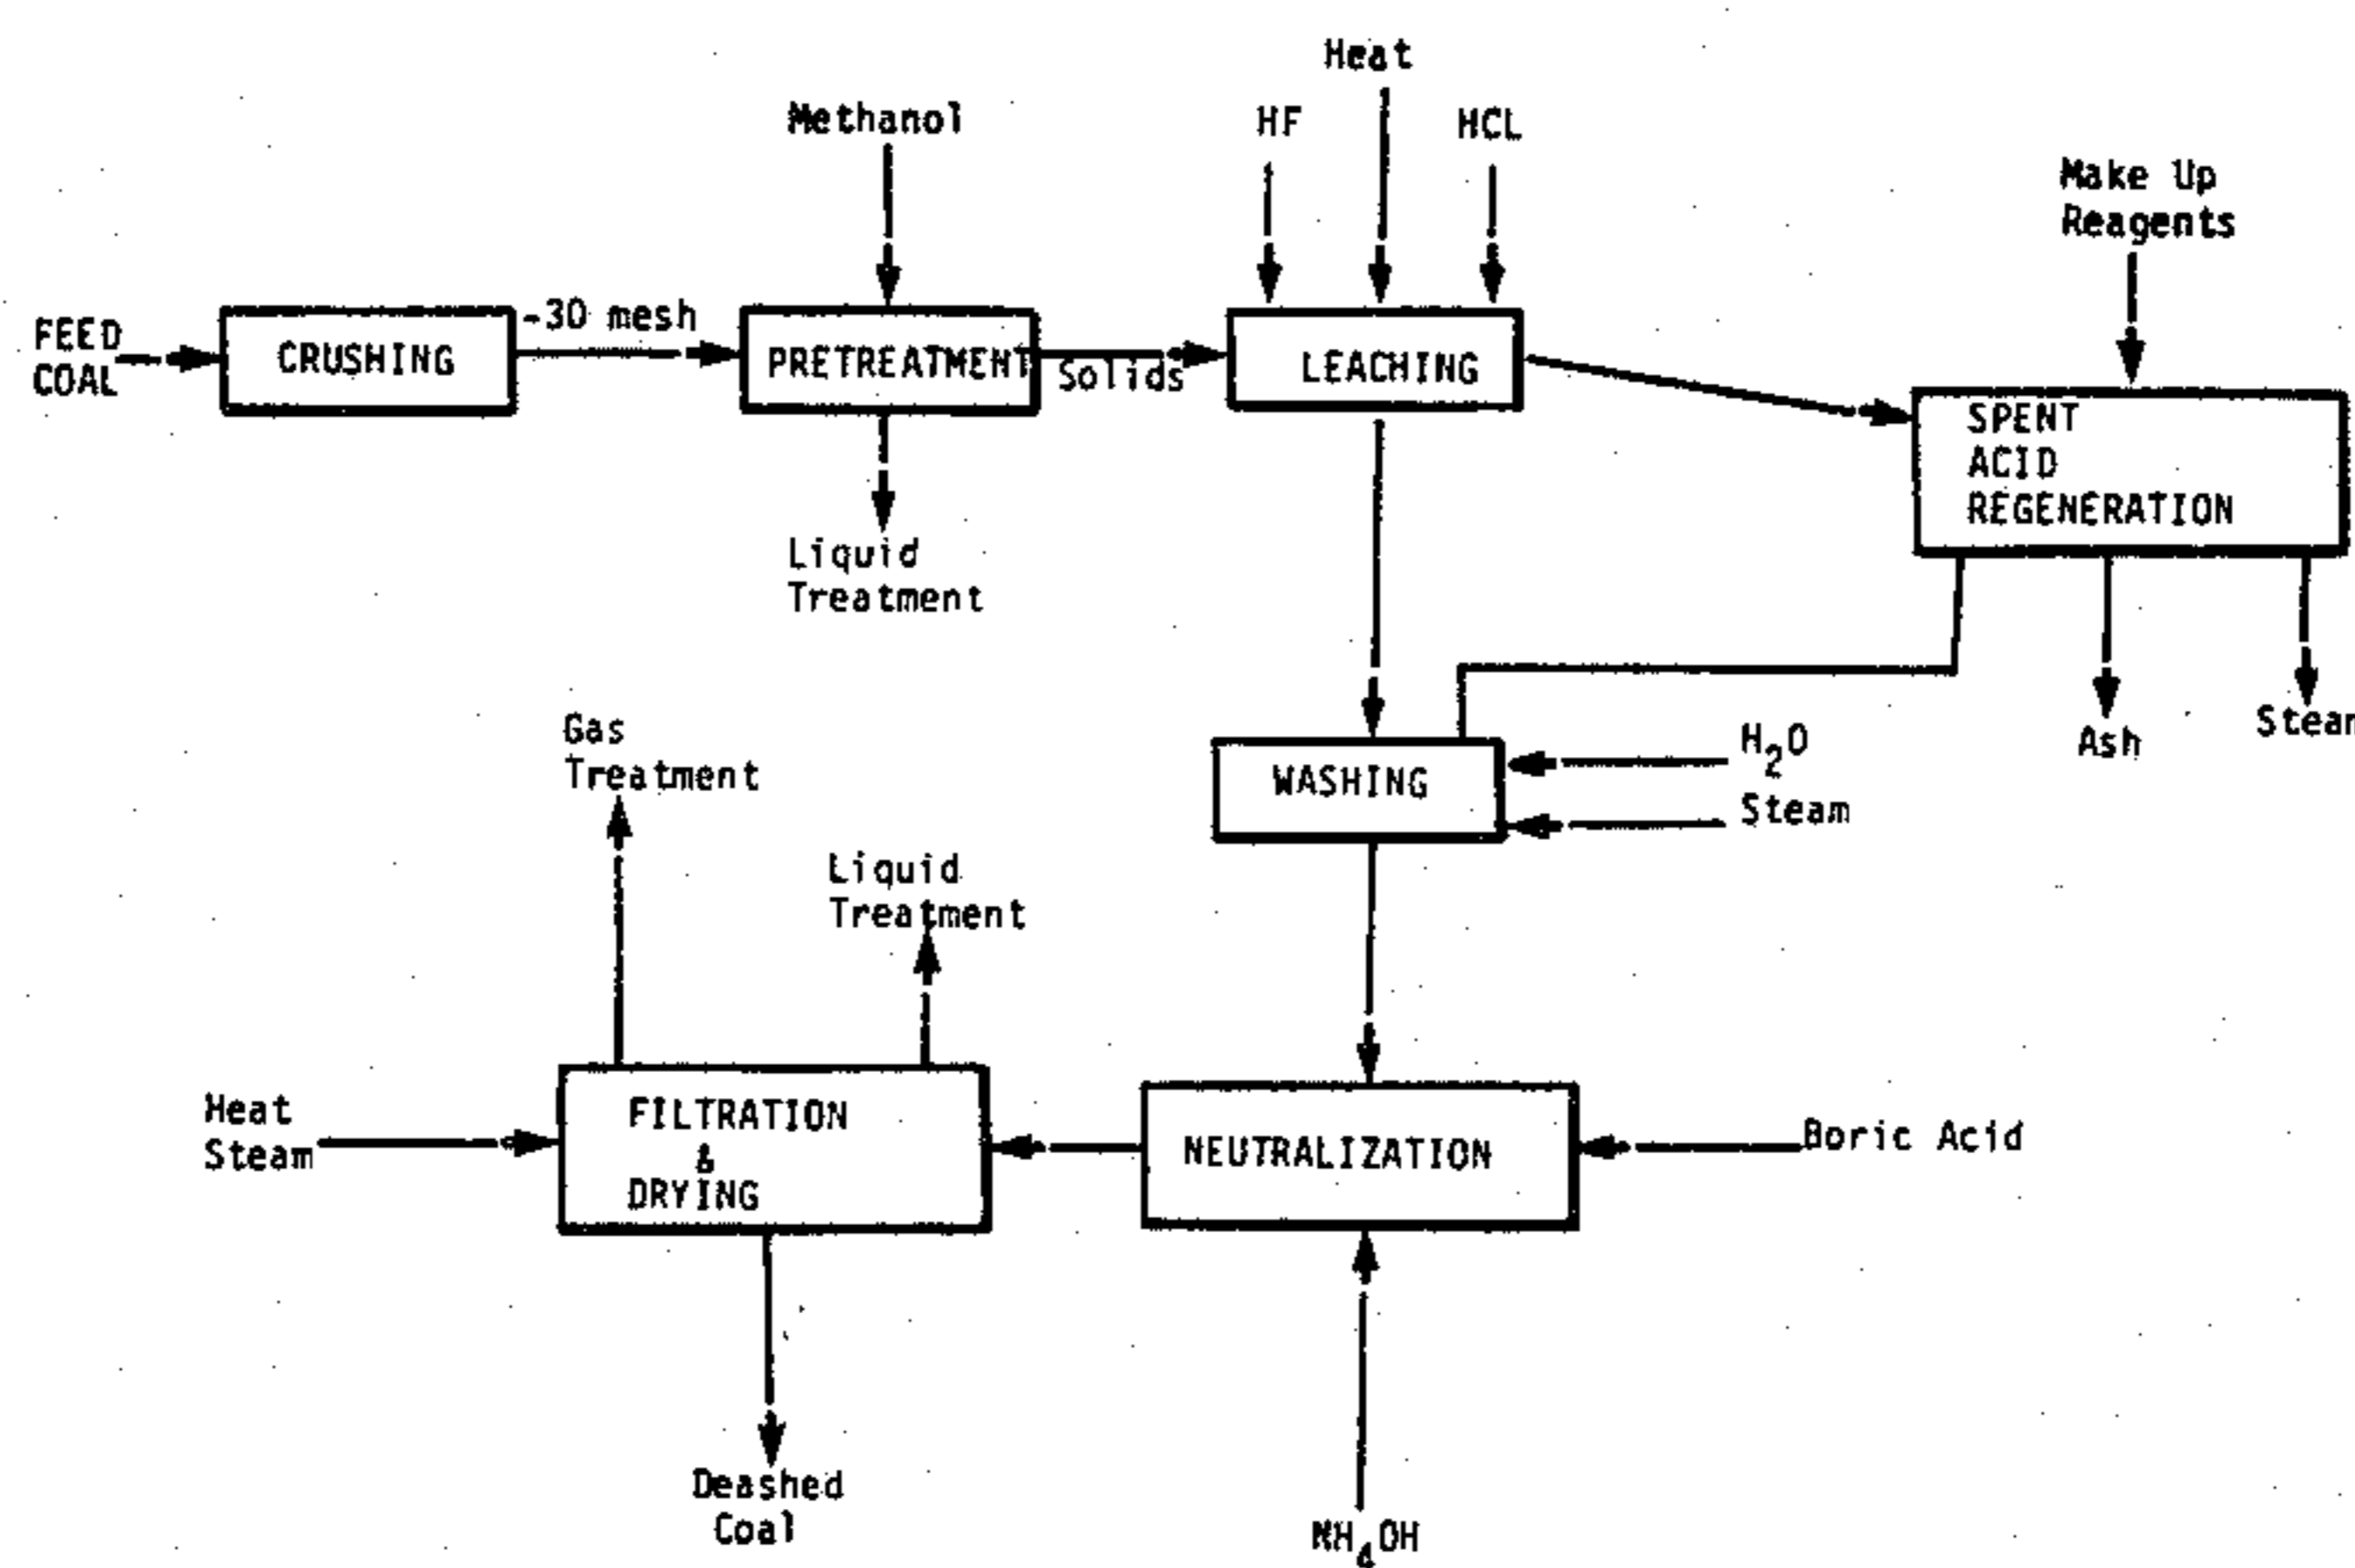 Heat
Methanol
HF
HCL
Make Up
Reagents
FEED
COAL
CRUSHING
-30 mesh
PRETREATMENT
Solids
LEACHING
SPENT
ACID
REGENERATION
Liquid
Treatment
Gas
Treatment
WASHING
H2O
Steam
Ash
Steam
Liquid
Treatment
Heat
Steam
FILTRATION
&
DRYING
NEUTRALIZATION
Boric Acid
Deashed
Coal
NH4OH